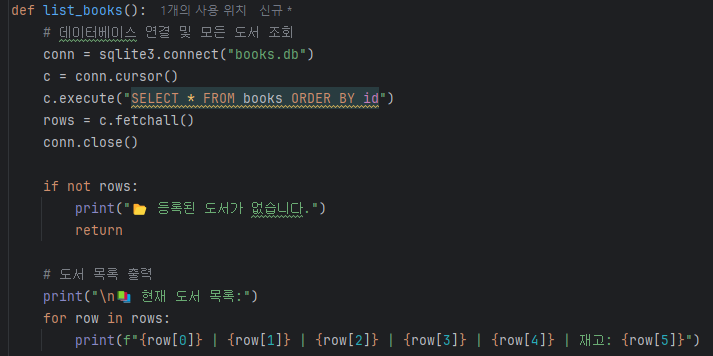 def list_books():  1개의 사용 위치  신규 *
    # 데이터베이스 연결 및 모든 도서 조회
    conn = sqlite3.connect("books.db")
    c = conn.cursor()
    c.execute("SELECT * FROM books ORDER BY id")
    rows = c.fetchall()
    conn.close()

    if not rows:
        print("📂 등록된 도서가 없습니다.")
        return

    # 도서 목록 출력
    print("\n📚 현재 도서 목록:")
    for row in rows:
        print(f"{row[0]} | {row[1]} | {row[2]} | {row[3]} | {row[4]} | 재고: {row[5]}")